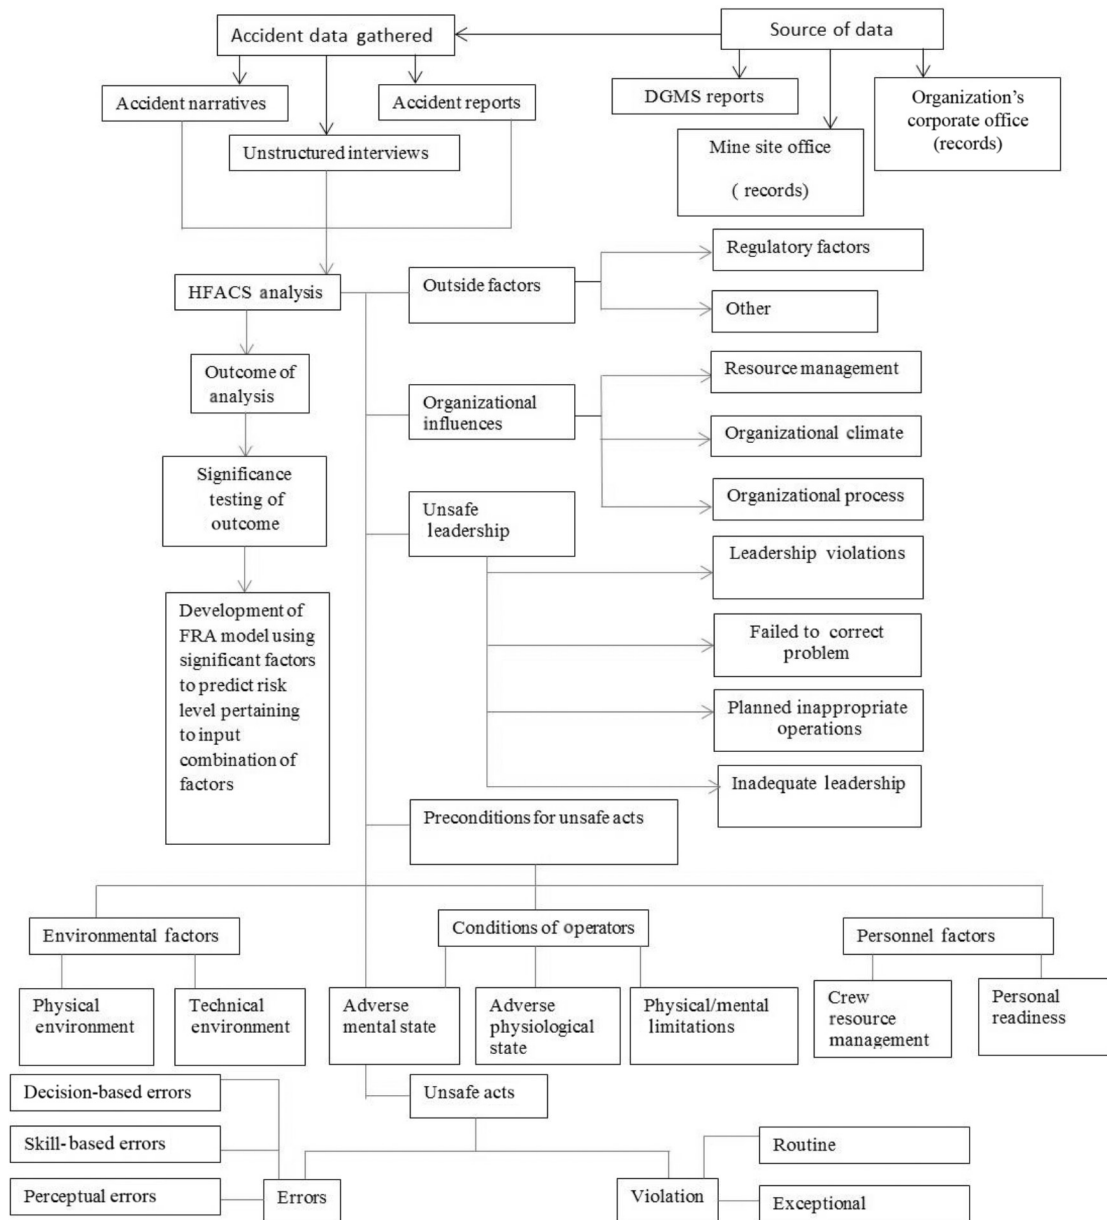 Accident data gathered
Source of data
Accident narratives
Accident reports
Unstructured interviews
DGMS reports
Mine site office
( records)
Organization's
corporate office
(records)
HFACS analysis
Outside factors
Regulatory factors
Other
Outcome of
analysis
Organizational
influences
Resource management
Organizational climate
Organizational process
Significance
testing of
outcome
Unsafe
leadership
Leadership violations
Failed to correct
problem
Planned inappropriate
operations
Inadequate leadership
Development of
FRA model using
significant factors
to predict risk
level pertaining
to input
combination of
factors
Preconditions for unsafe acts
Environmental factors
Conditions of operators
Personnel factors
Physical
environment
Technical
environment
Adverse
mental state
Adverse
physiological
state
Physical/mental
limitations
Crew
resource
management
Personal
readiness
Unsafe acts
Decision-based errors
Skill-based errors
Perceptual errors
Errors
Violation
Routine
Exceptional